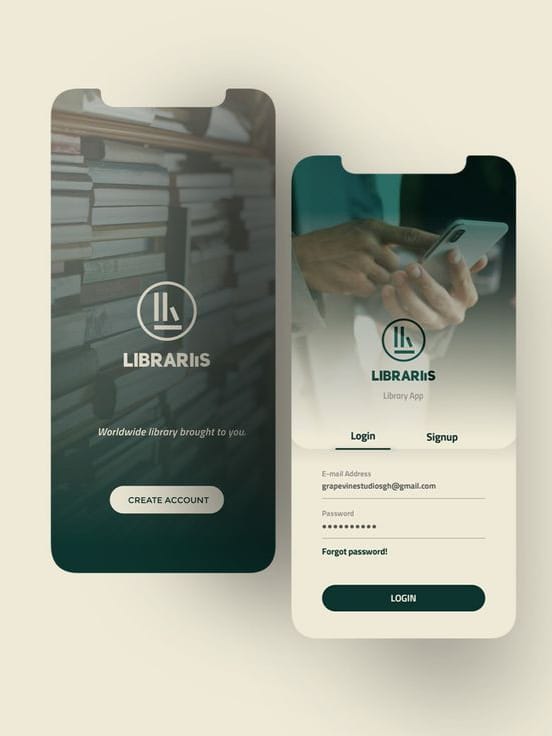 LIBRARIIS
Worldwide library brought to you.
CREATE ACCOUNT
LIBRARIIS
Library App
Login
Signup
E-mail Address
grapevinestudiosgh@gmail.com
Password
••••••••••
Forgot password!
LOGIN